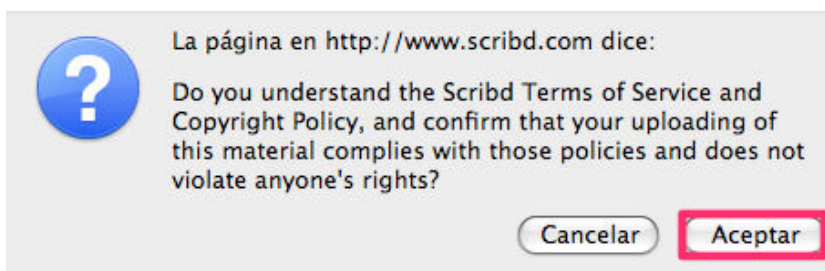 La página en http://www.scribd.com dice:
Do you understand the Scribd Terms of Service and
Copyright Policy, and confirm that your uploading of
this material complies with those policies and does not
violate anyone's rights?
Cancelar
Aceptar